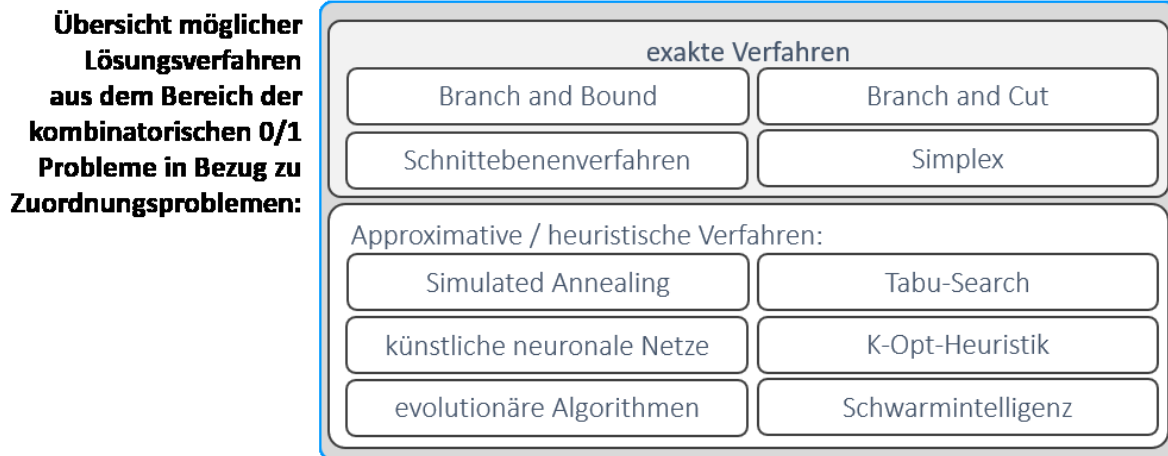 Übersicht möglicher
Lösungsverfahren
aus dem Bereich der
kombinatorischen 0/1
Probleme in Bezug zu
Zuordnungsproblemen:
exakte Verfahren
Branch and Bound
Branch and Cut
Schnittebenenverfahren
Simplex
Approximative / heuristische Verfahren:
Simulated Annealing
Tabu-Search
künstliche neuronale Netze
K-Opt-Heuristik
evolutionäre Algorithmen
Schwarmintelligenz